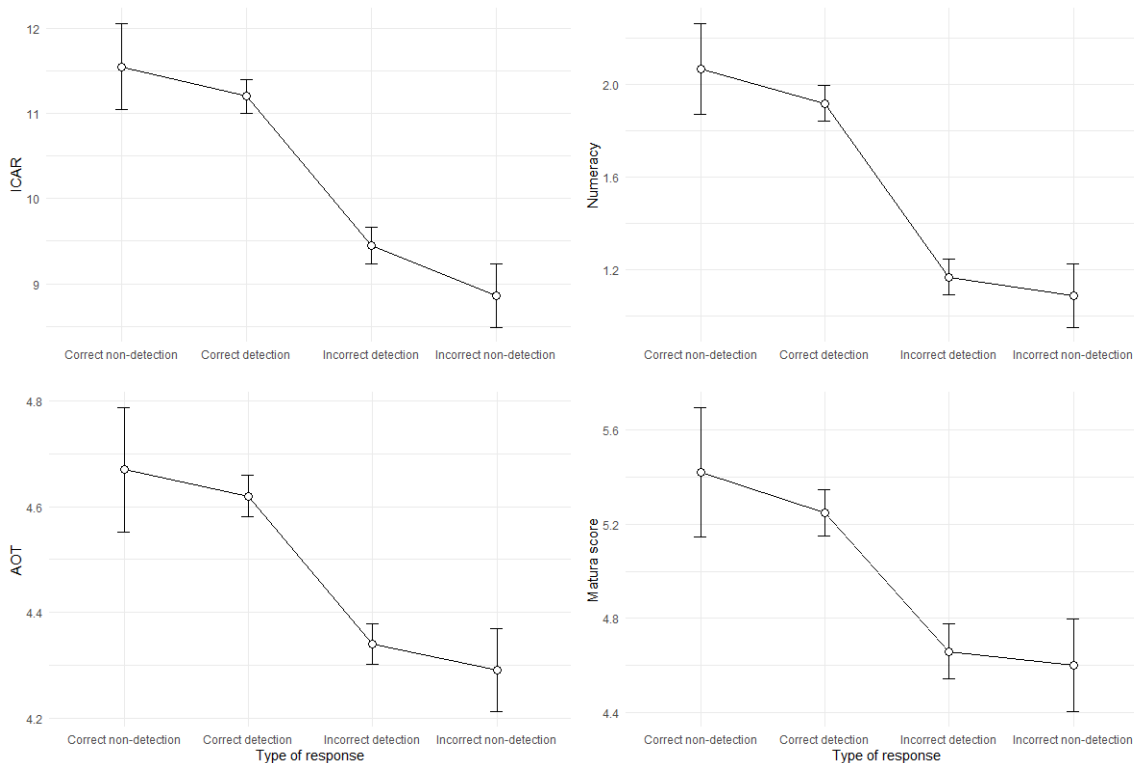 12
11
10
9
ICAR
Correct non-detection Correct detection Incorrect detection Incorrect non-detection
2.0
1.6
1.2
Numeracy
Correct non-detection Correct detection Incorrect detection Incorrect non-detection
4.8
4.6
4.4
4.2
AOT
Correct non-detection Correct detection Incorrect detection Incorrect non-detection
Type of response
5.6
5.2
4.8
4.4
Matura score
Correct non-detection Correct detection Incorrect detection Incorrect non-detection
Type of response